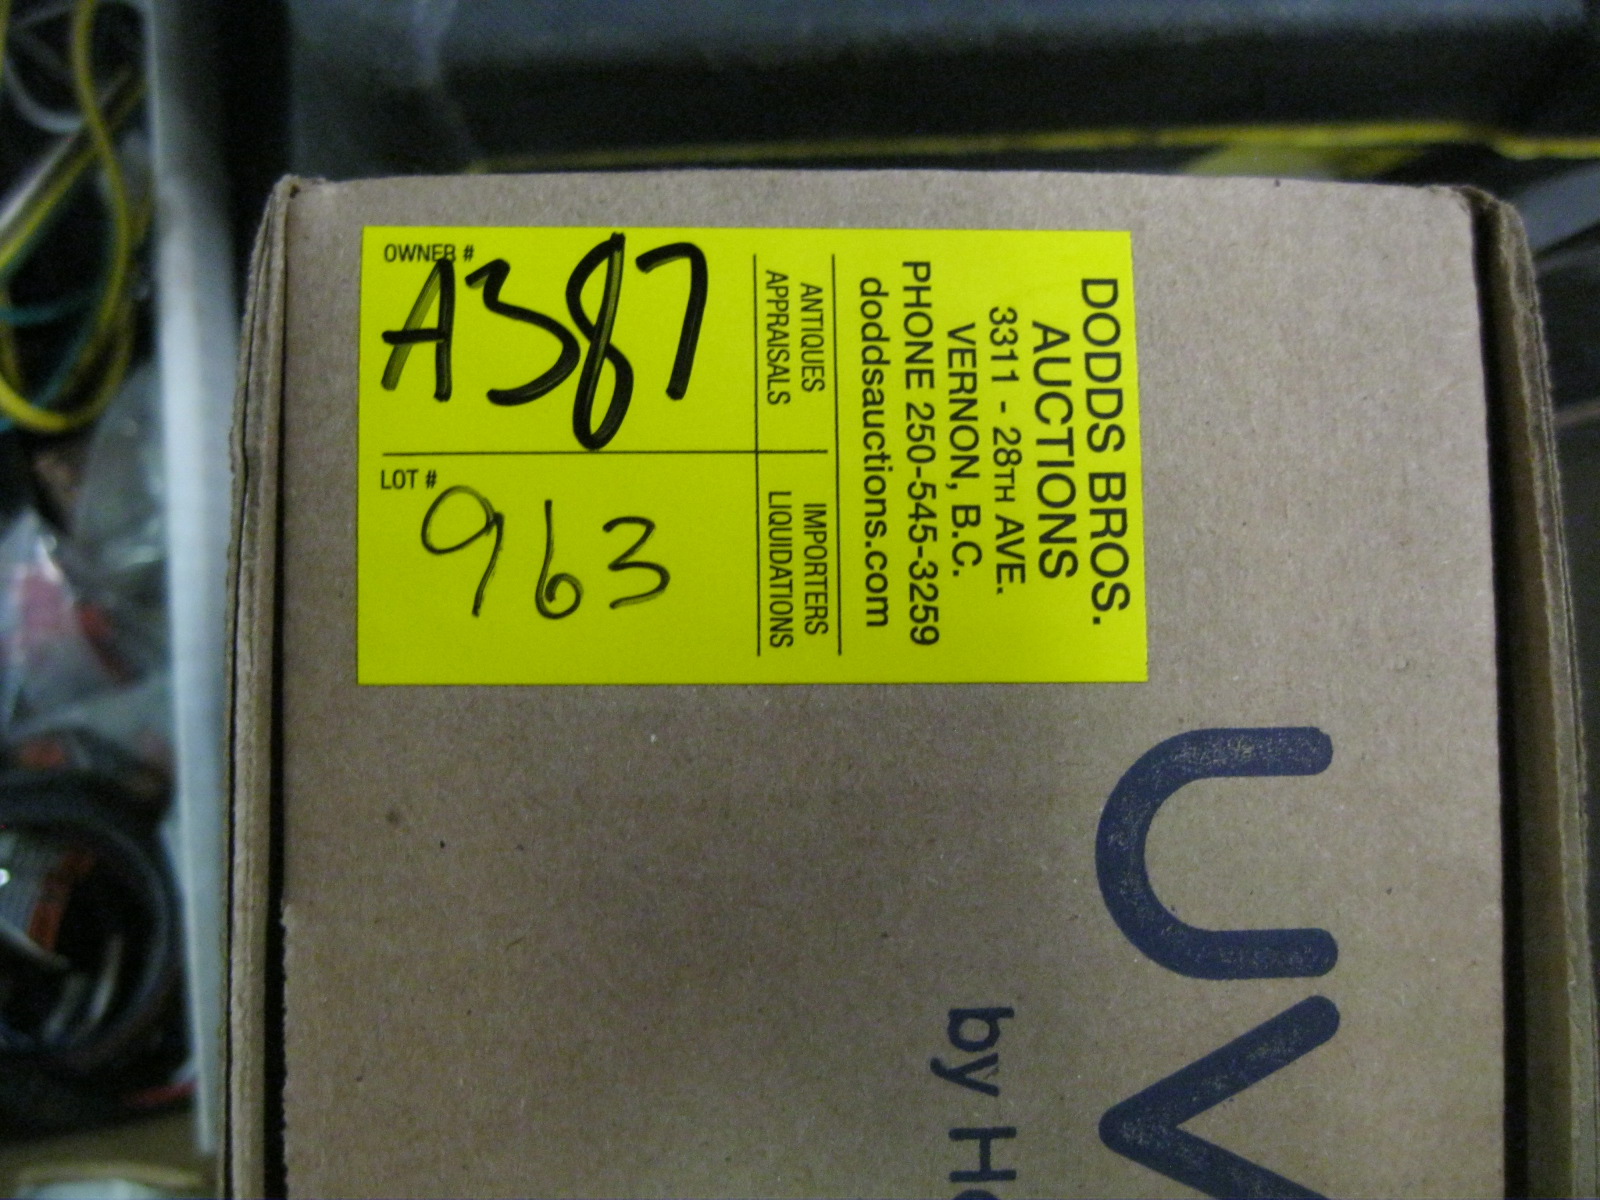 OWNER #
A387
LOT #
963
ANTIQUES
APPRAISALS
IMPORTERS
LIQUIDATIONS
DODDS BROS.
AUCTIONS
3311 - 28TH AVE.
VERNON, B.C.
PHONE 250-545-3259
doddsauctions.com
UV
by